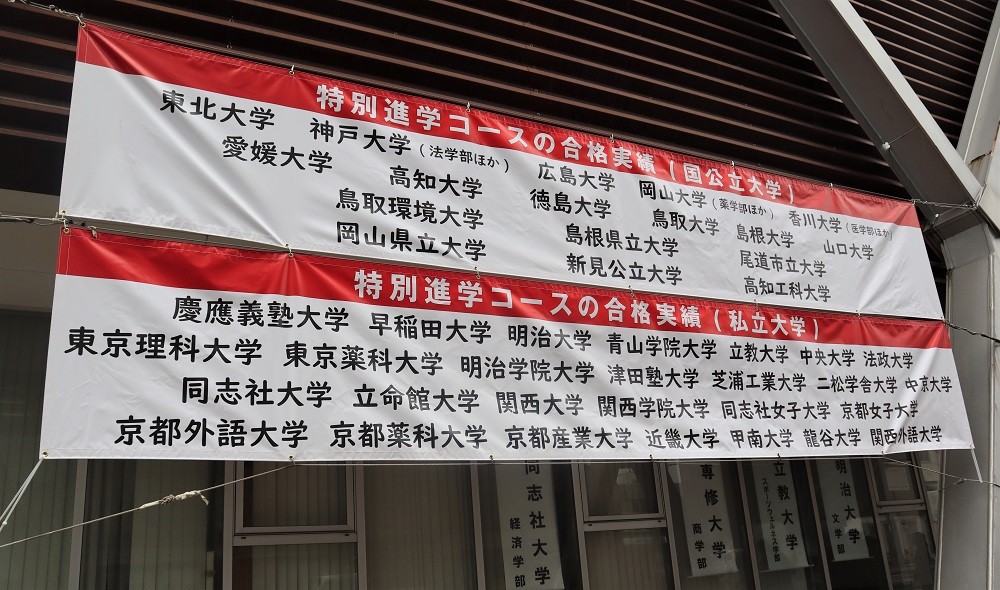 特別進学コースの合格実績(国公立大学)
東北大学 神戸大学(法学部ほか) 広島大学 岡山大学(薬学部ほか) 香川大学(医学部ほか)
愛媛大学 高知大学 徳島大学 鳥取大学 島根大学 山口大学
鳥取環境大学 島根県立大学 尾道市立大学
岡山県立大学 新見公立大学 高知工科大学
特別進学コースの合格実績(私立大学)
慶應義塾大学 早稲田大学 明治大学 青山学院大学 立教大学 中央大学 法政大学
東京理科大学 東京薬科大学 明治学院大学 津田塾大学 芝浦工業大学 二松学舎大学 中京大学
同志社大学 立命館大学 関西大学 関西学院大学 同志社女子大学 京都女子大学
京都外語大学 京都薬科大学 京都産業大学 近畿大学 甲南大学 龍谷大学 関西外語大学
同志社大学
経済学部
専修大学
商学部
立教大学
スポーツウエルネス学部
明治大学
文学部